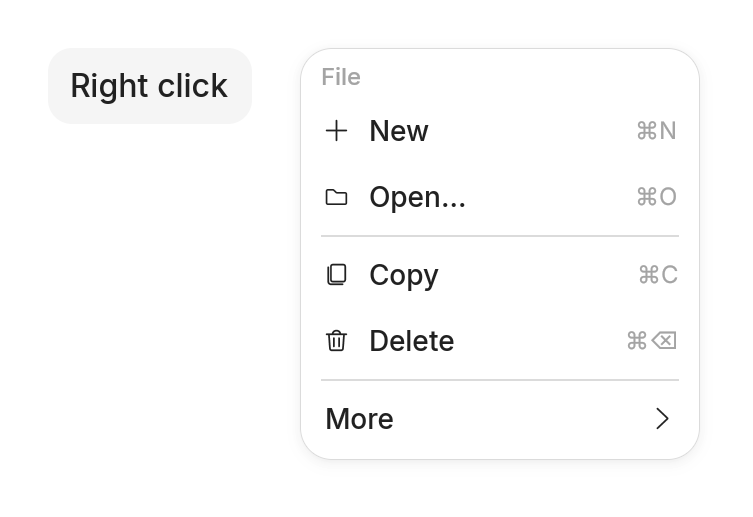 Right click
File
New ⌘N
Open... ⌘O
Copy ⌘C
Delete ⌘⌫
More